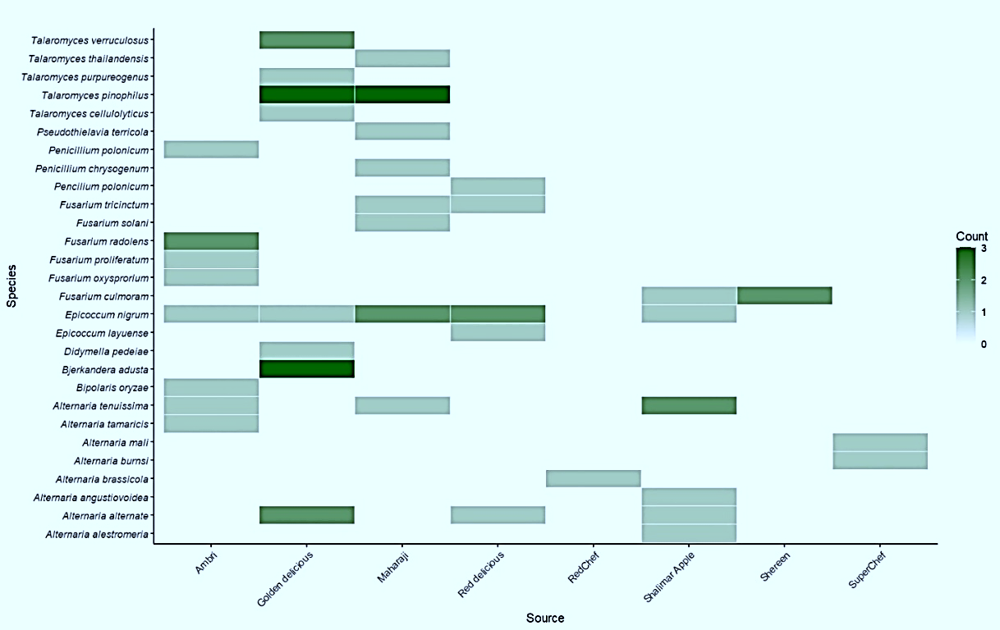 Talaromyces verruculosus
Talaromyces thailandensis
Talaromyces purpureogenus
Talaromyces pinophilus
Talaromyces cellulolyticus
Pseudothielavia terricola
Penicillium polonicum
Penicillium chrysogenum
Pencilium polonicum
Fusarium tricinctum
Fusarium solani
Fusarium radolens
Fusarium proliferatum
Fusarium oxysprorium
Fusarium culmoram
Epicoccum nigrum
Epicoccum layuense
Didymella pedeiae
Bjerkandera adusta
Bipolaris oryzae
Alternaria tenuissima
Alternaria tamaricis
Alternaria mali
Alternaria burnsi
Alternaria brassicola
Alternaria angustiovoidea
Alternaria alternate
Alternaria alestromeria
Species
Ambri
Golden delicious
Maharaji
Red delicious
RedChef
Shalimar Apple
Shereen
SuperChef
Source
Count
3
2
1
0